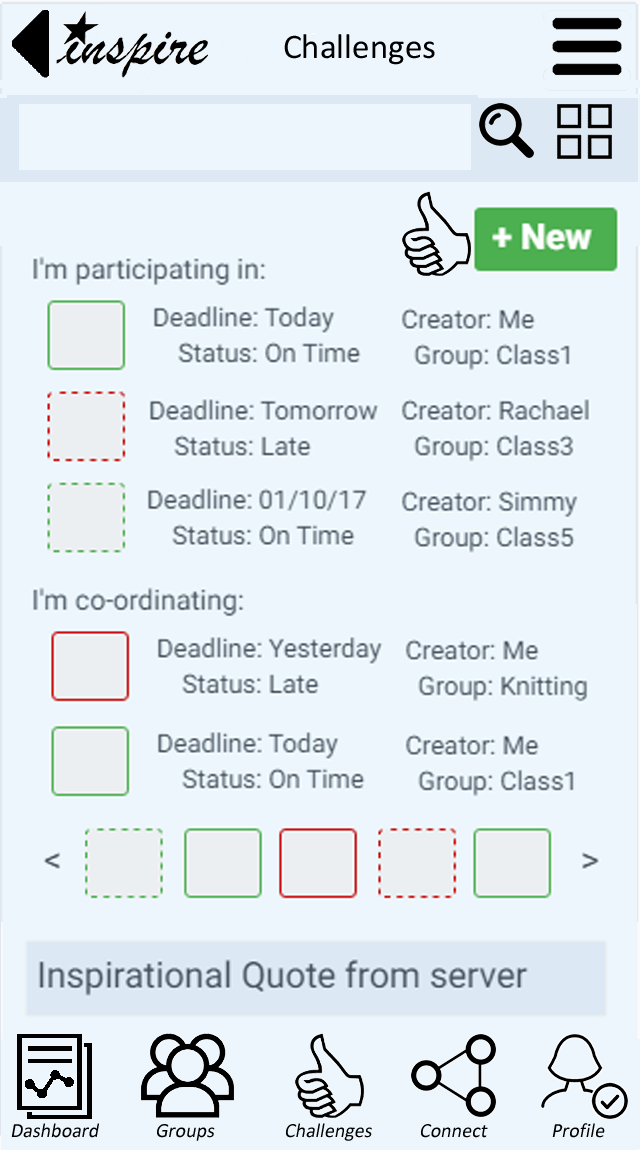 inspire Challenges
+ New
I'm participating in:
Deadline: Today Creator: Me
Status: On Time Group: Class1
Deadline: Tomorrow Creator: Rachael
Status: Late Group: Class3
Deadline: 01/10/17 Creator: Simmy
Status: On Time Group: Class5
I'm co-ordinating:
Deadline: Yesterday Creator: Me
Status: Late Group: Knitting
Deadline: Today Creator: Me
Status: On Time Group: Class1
< >
Inspirational Quote from server
Dashboard Groups Challenges Connect Profile